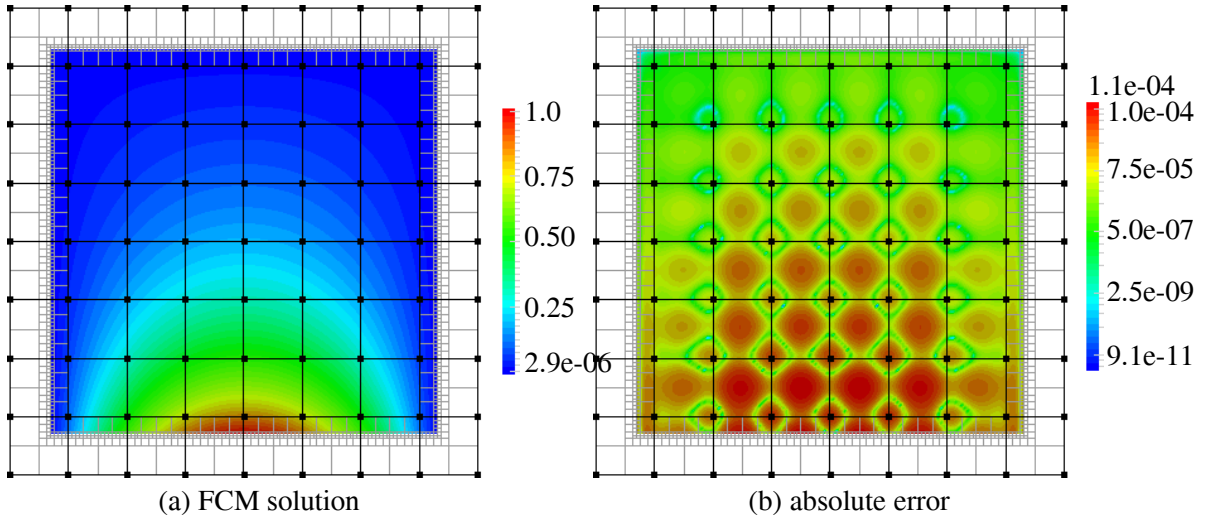 1.0
0.75
0.50
0.25
2.9e-06
1.1e-04
1.0e-04
7.5e-05
5.0e-07
2.5e-09
9.1e-11
(a) FCM solution
(b) absolute error